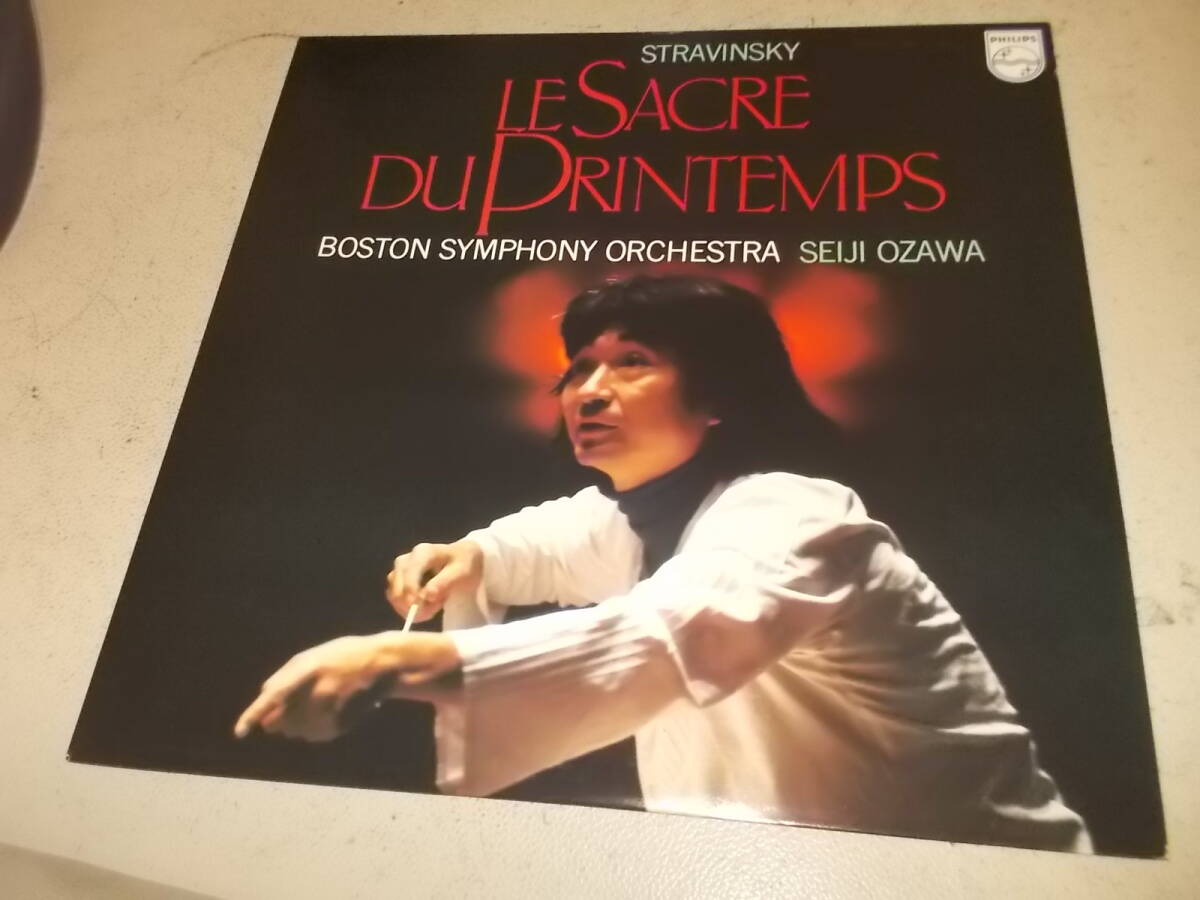 STRAVINSKY
PHILIPS
LE SACRE
DU PRINTEMPS
BOSTON SYMPHONY ORCHESTRA SEIJI OZAWA